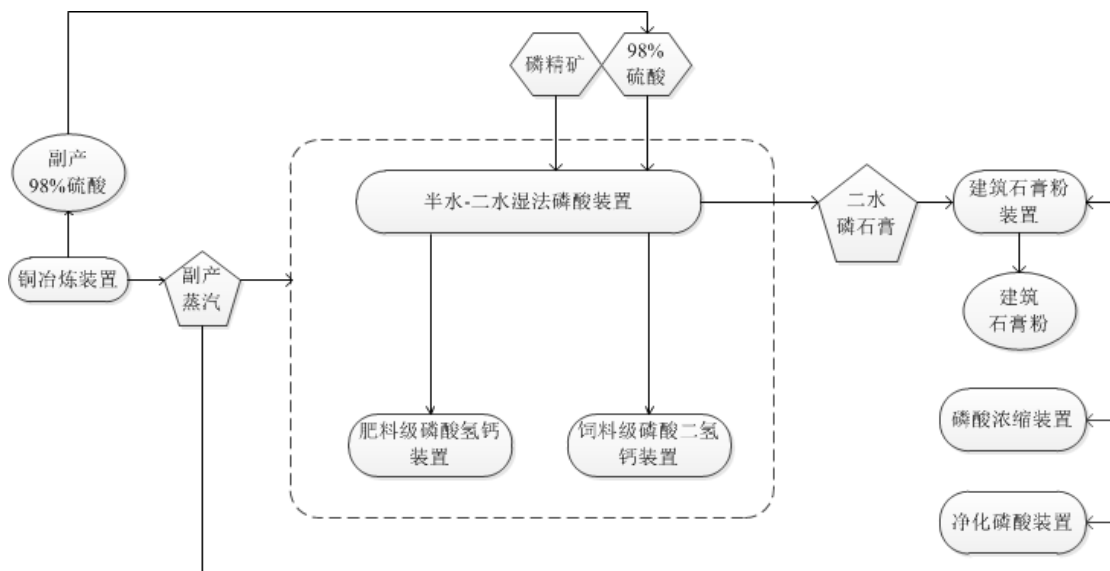 磷精矿
98%
硫酸
副产
98%硫酸
半水-二水湿法磷酸装置
二水
磷石膏
建筑石膏粉
装置
铜冶炼装置
副产
蒸汽
建筑
石膏粉
肥料级磷酸氢钙
装置
饲料级磷酸二氢
钙装置
磷酸浓缩装置
净化磷酸装置